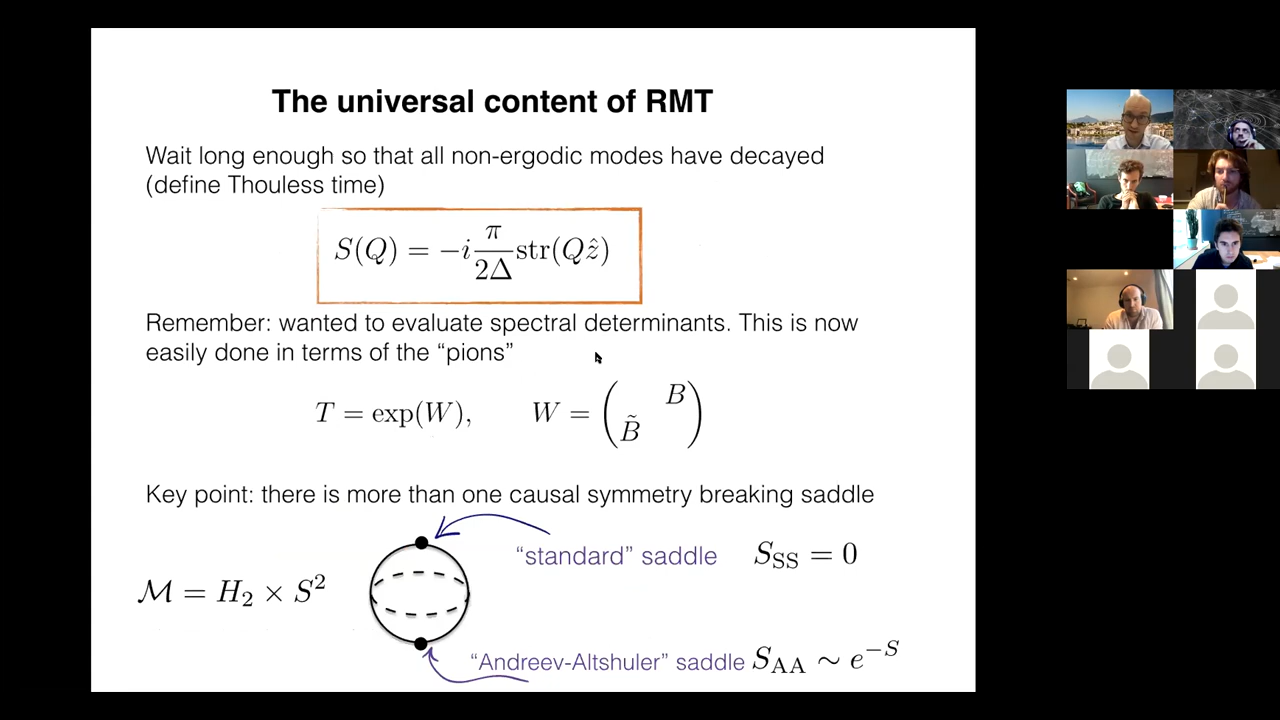 The universal content of RMT
Wait long enough so that all non-ergodic modes have decayed
(define Thouless time)
S(Q) = −i π/2Δ str(Qẑ)
Remember: wanted to evaluate spectral determinants. This is now
easily done in terms of the “pions”
T = exp(W),   W = (  B
B̃  )
Key point: there is more than one causal symmetry breaking saddle
“standard” saddle   S_SS = 0
ℳ = H₂ × S²
“Andreev-Altshuler” saddle S_AA ∼ e^{−S}